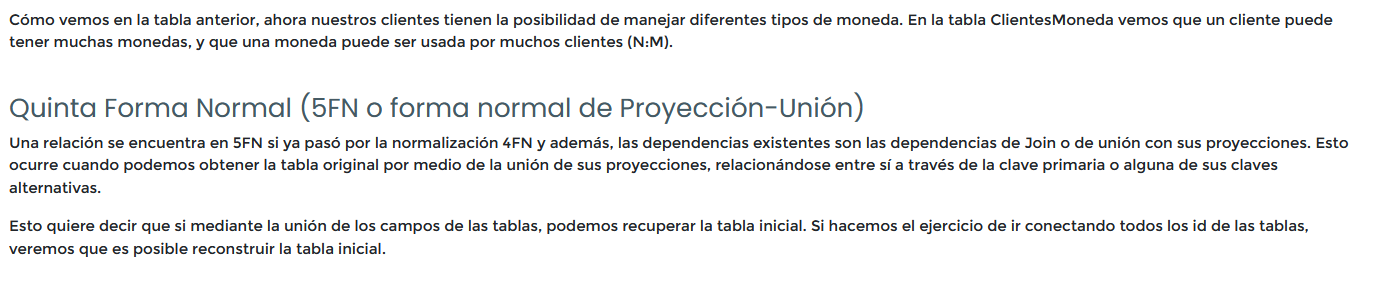 Cómo vemos en la tabla anterior, ahora nuestros clientes tienen la posibilidad de manejar diferentes tipos de moneda. En la tabla ClientesMoneda vemos que un cliente puede
tener muchas monedas, y que una moneda puede ser usada por muchos clientes (N:M).
Quinta Forma Normal (5FN o forma normal de Proyección-Unión)
Una relación se encuentra en 5FN si ya pasó por la normalización 4FN y además, las dependencias existentes son las dependencias de Join o de unión con sus proyecciones. Esto
ocurre cuando podemos obtener la tabla original por medio de la unión de sus proyecciones, relacionándose entre sí a través de la clave primaria o alguna de sus claves
alternativas.
Esto quiere decir que si mediante la unión de los campos de las tablas, podemos recuperar la tabla inicial. Si hacemos el ejercicio de ir conectando todos los id de las tablas,
veremos que es posible reconstruir la tabla inicial.